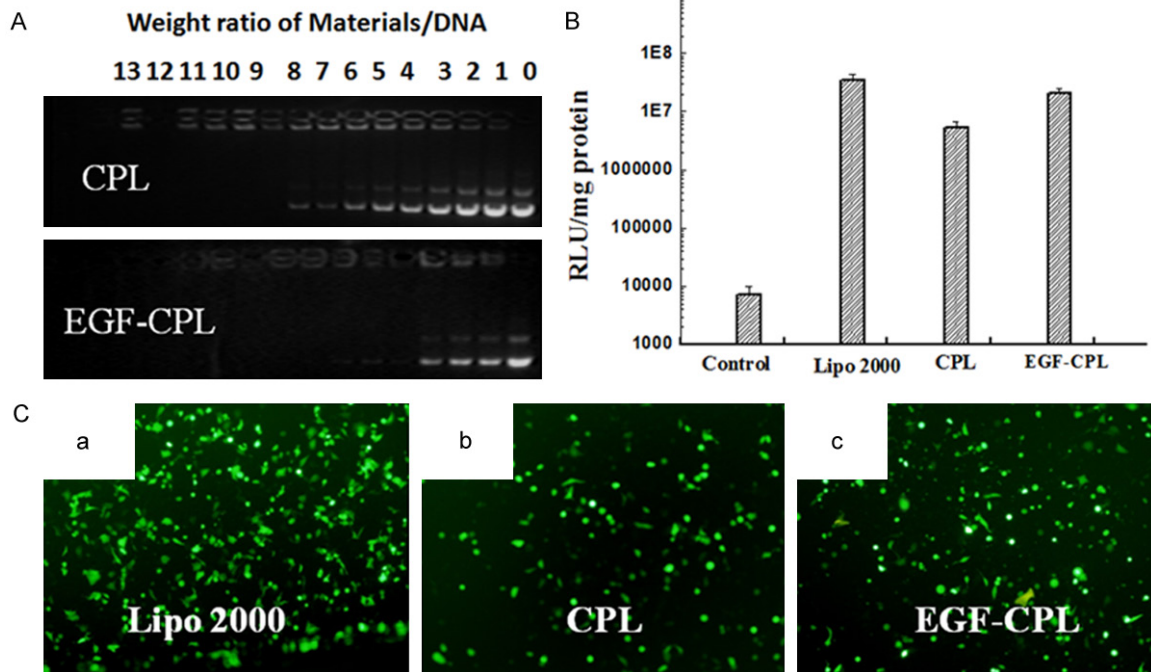 A
Weight ratio of Materials/DNA
13 12 11 10 9 8 7 6 5 4 3 2 1 0
CPL
EGF-CPL
B
RLU/mg protein
1E8
1E7
1000000
100000
10000
1000
Control Lipo 2000 CPL EGF-CPL
C
a
Lipo 2000
b
CPL
c
EGF-CPL